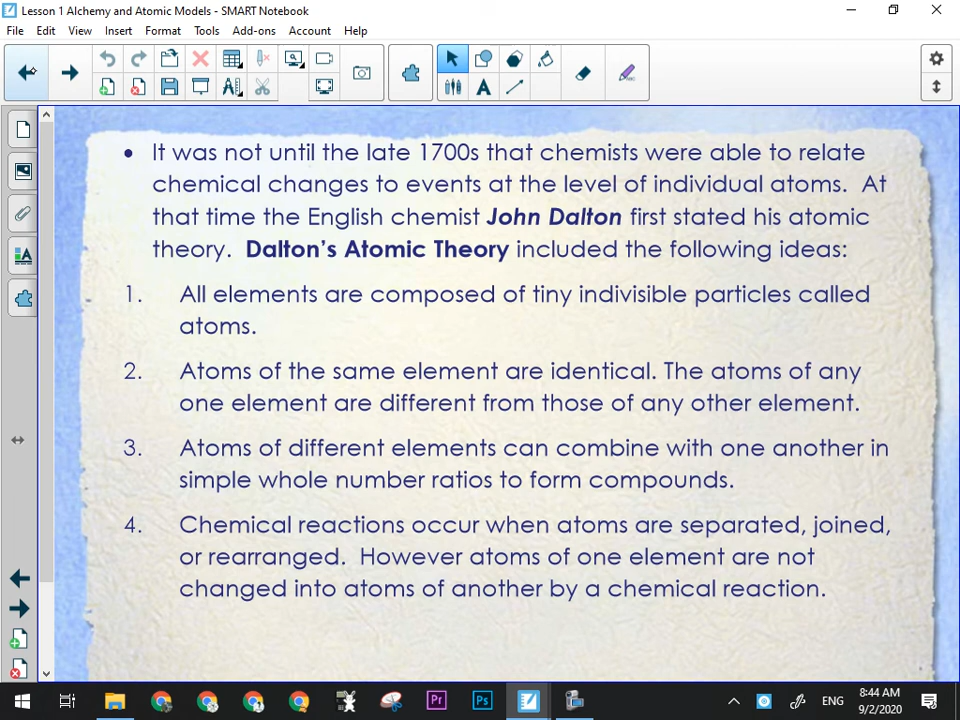 Lesson 1 Alchemy and Atomic Models - SMART Notebook
File Edit View Insert Format Tools Add-ons Account Help
• It was not until the late 1700s that chemists were able to relate
chemical changes to events at the level of individual atoms. At
that time the English chemist John Dalton first stated his atomic
theory. Dalton’s Atomic Theory included the following ideas:
1. All elements are composed of tiny indivisible particles called
atoms.
2. Atoms of the same element are identical. The atoms of any
one element are different from those of any other element.
3. Atoms of different elements can combine with one another in
simple whole number ratios to form compounds.
4. Chemical reactions occur when atoms are separated, joined,
or rearranged. However atoms of one element are not
changed into atoms of another by a chemical reaction.
Pr Ps ENG 8:44 AM
9/2/2020